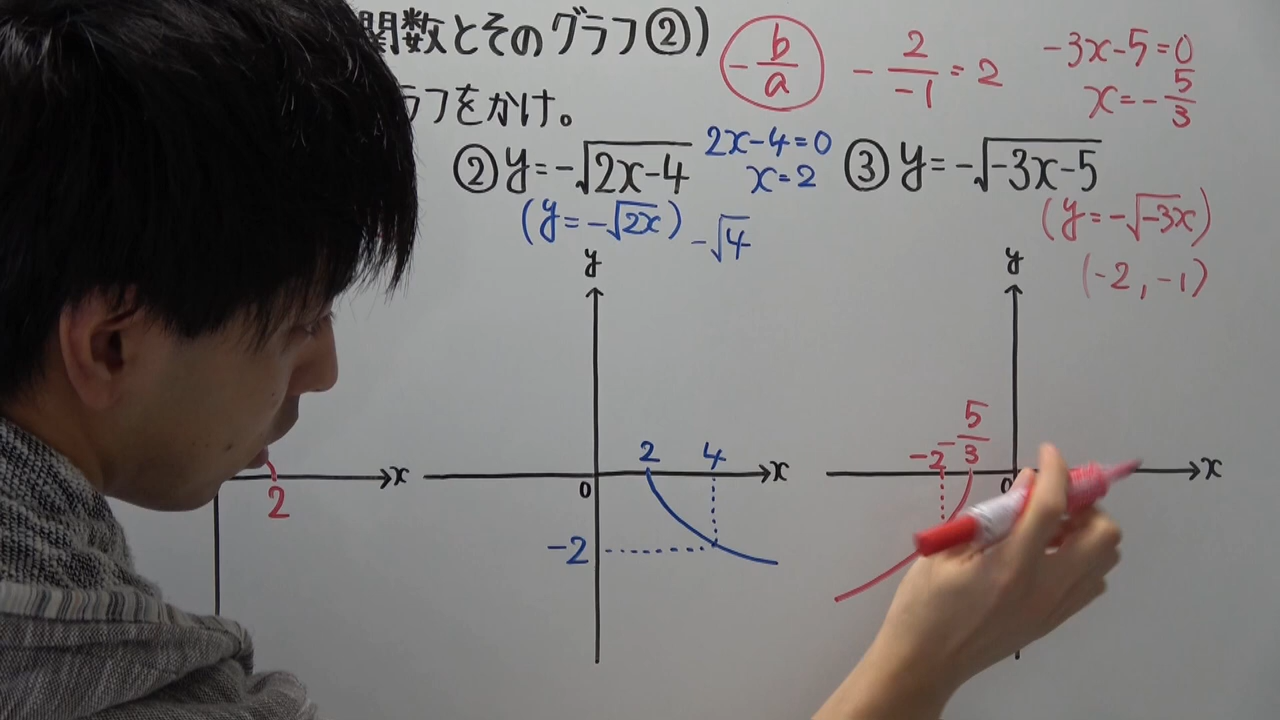 関数とそのグラフ②)
ラフをかけ。
-b/a
-2/-1=2
-3x-5=0
x=-5/3
② y=-√2x-4
2x-4=0
x=2
(y=-√2x)
-√4
③ y=-√-3x-5
(y=-√-3x)
(-2,-1)
x
2
y
x
0
2
4
-2
y
x
0
-2
-5/3